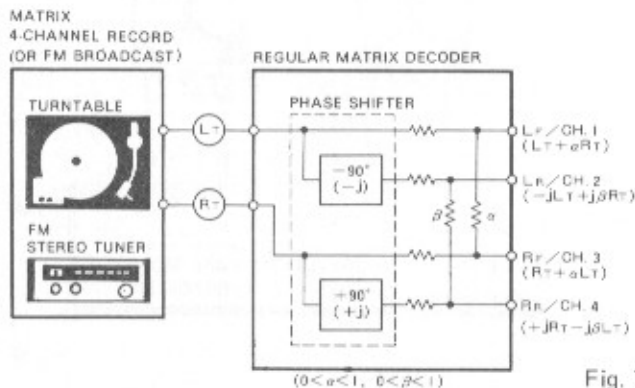 MATRIX
4-CHANNEL RECORD
(OR FM BROADCAST)
TURNTABLE
FM
STEREO TUNER
LT
RT
REGULAR MATRIX DECODER
PHASE SHIFTER
−90°
(−j)
+90°
(+j)
β
α
LF/CH. 1
(LT+αRT)
LR/CH. 2
(−jLT+jβRT)
RF/CH. 3
(RT+αLT)
RR/CH. 4
(+jRT−jβLT)
(0<α<1, 0<β<1)
Fig.